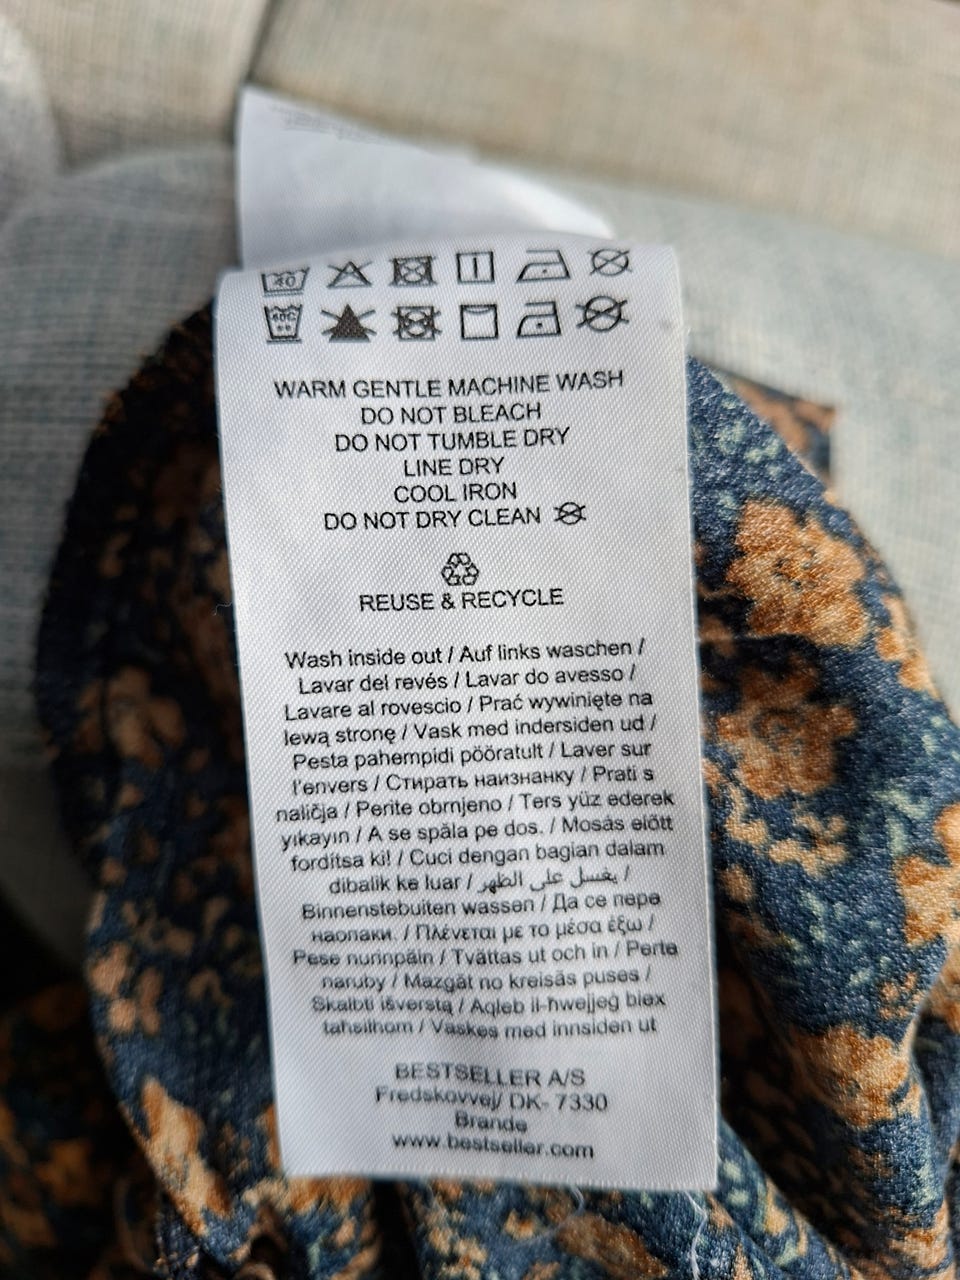 40
40C
WARM GENTLE MACHINE WASH
DO NOT BLEACH
DO NOT TUMBLE DRY
LINE DRY
COOL IRON
DO NOT DRY CLEAN
REUSE & RECYCLE
Wash inside out / Auf links waschen /
Lavar del revés / Lavar do avesso /
Lavare al rovescio / Prać wywinięte na
lewą stronę / Vask med indersiden ud /
Pesta pahempidi pööratult / Laver sur
l'envers / Стирать наизнанку / Prati s
naličja / Perite obrnjeno / Ters yüz ederek
yıkayın / A se spăla pe dos. / Mosás előtt
fordítsa ki! / Cuci dengan bagian dalam
dibalik ke luar / يغسل على الظهر /
Binnenstebuiten wassen / Да се пере
наопаки. / Πλένεται με το μέσα έξω /
Pese nurinpäin / Tvättas ut och in / Perte
naruby / Mazgāt no kreisās puses /
Skalbti išverstą / Aqleb il-ħwejjeġ biex
taħsilhom / Vaskes med innsiden ut
BESTSELLER A/S
Fredskovvej/ DK- 7330
Brande
www.bestseller.com